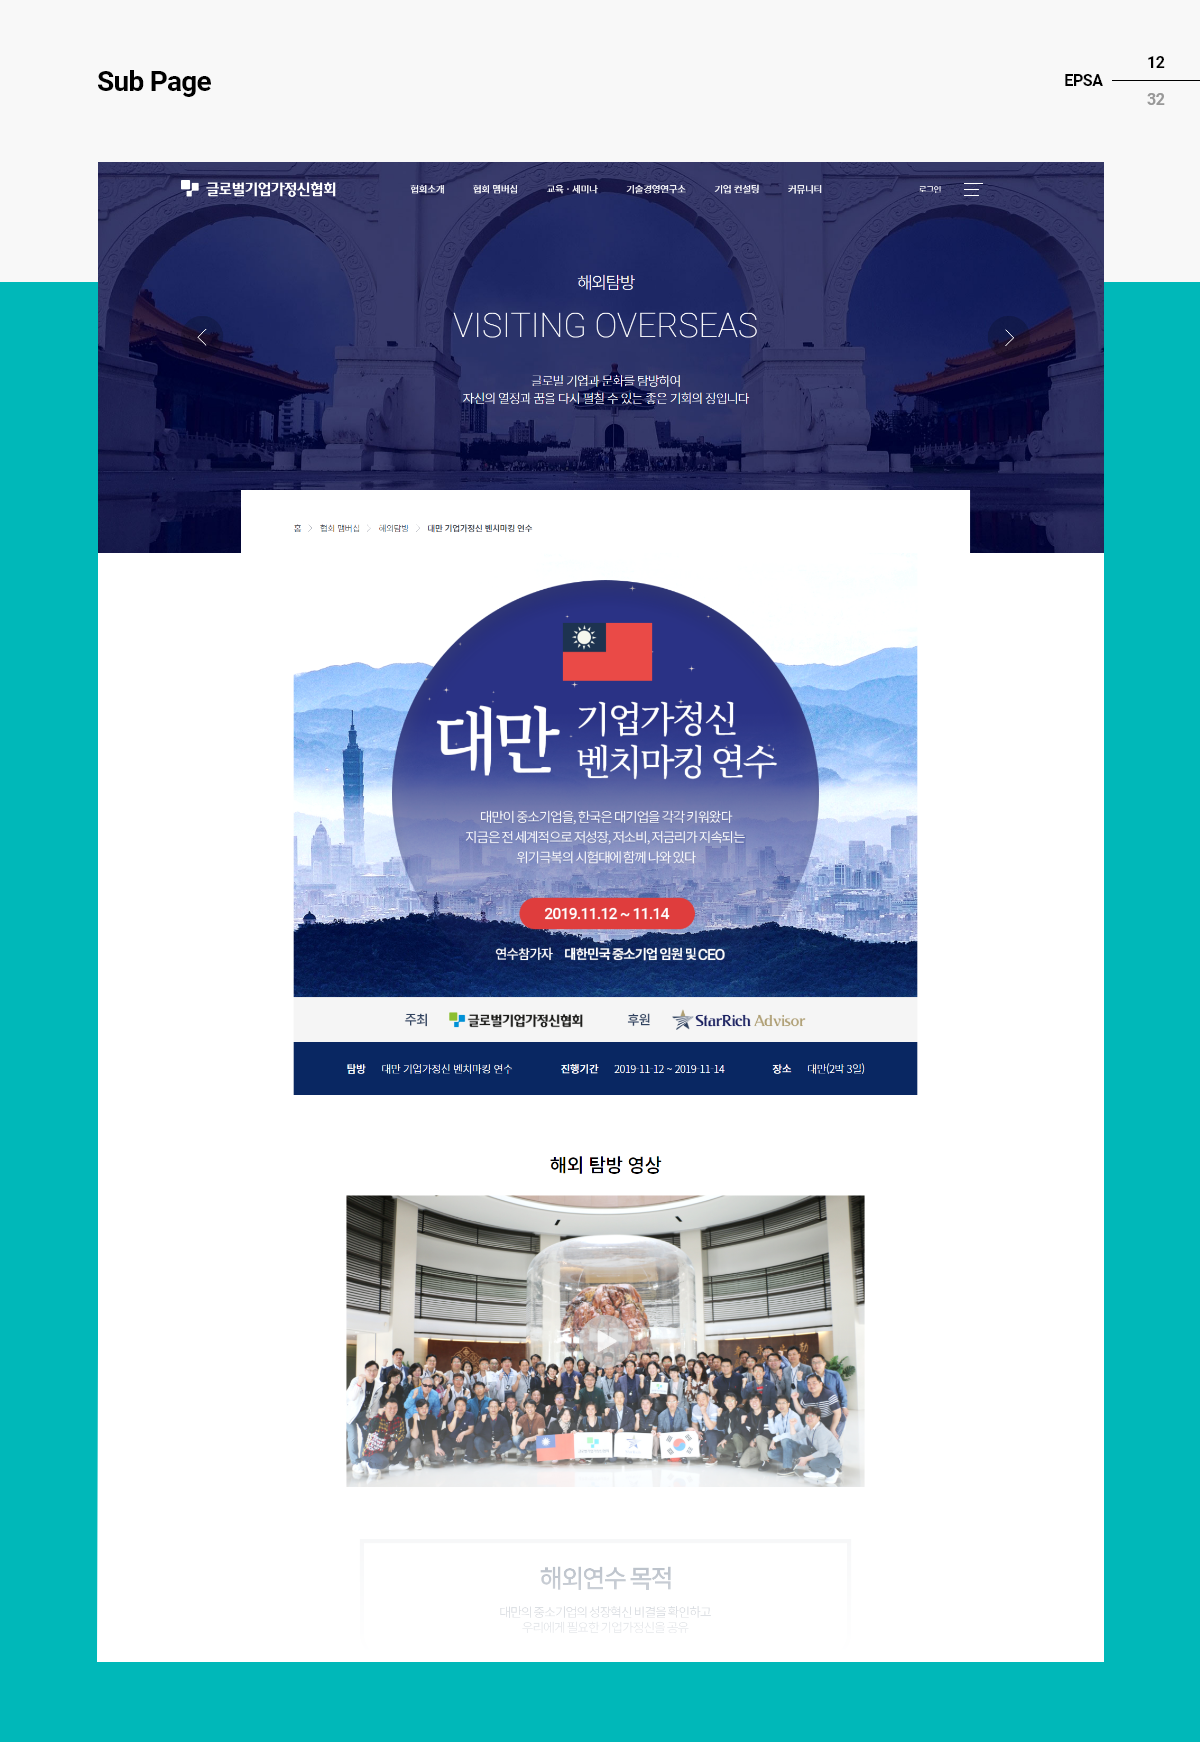 Sub Page
12
EPSA
32
글로벌기업가정신협회
협회소개 협회 멤버십 교육 · 세미나 기술경영연구소 기업 컨설팅 커뮤니티 로그인
해외탐방
VISITING OVERSEAS
글로벌 기업과 문화를 탐방하여
자신의 열정과 꿈을 다시 펼칠 수 있는 좋은 기회의 장입니다
홈 > 협회 멤버십 > 해외탐방 > 대만 기업가정신 벤치마킹 연수
대만 기업가정신
벤치마킹 연수
대만이 중소기업을, 한국은 대기업을 각각 키워왔다
지금은 전 세계적으로 저성장, 저소비, 저금리가 지속되는
위기극복의 시험대에 함께 나와 있다
2019.11.12 ~ 11.14
연수참가자 대한민국 중소기업 임원 및 CEO
주최 글로벌기업가정신협회 후원 StarRich Advisor
탐방 대만 기업가정신 벤치마킹 연수 진행기간 2019-11-12 ~ 2019-11-14 장소 대만(2박 3일)
해외 탐방 영상
해외연수 목적
대만의 중소기업의 성장혁신 비결을 확인하고
우리에게 필요한 기업가정신을 공유